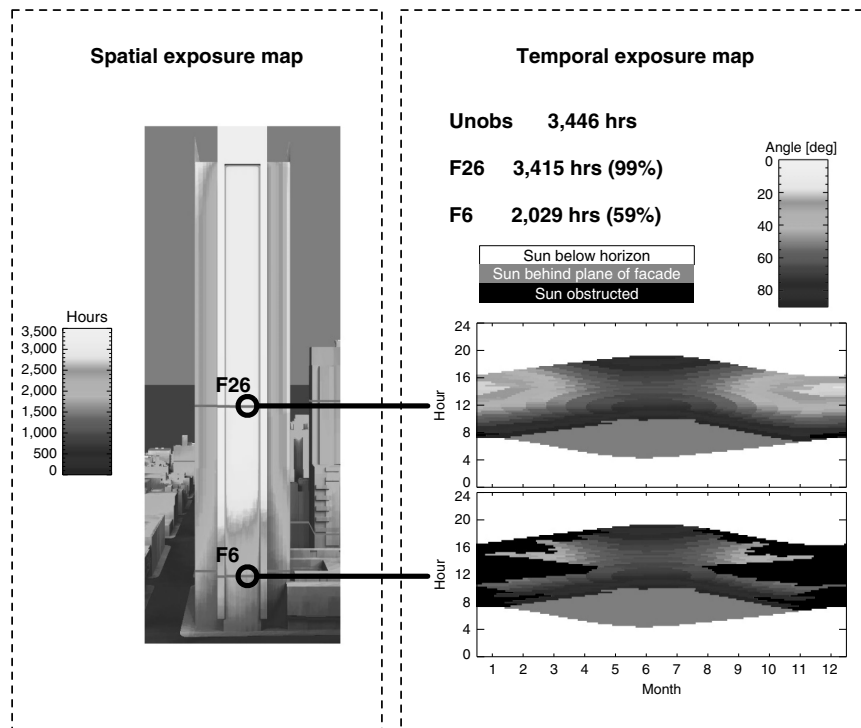 Spatial exposure map
Hours
3,500
3,000
2,500
2,000
1,500
1,000
500
0
F26
F6
Temporal exposure map
Unobs 3,446 hrs
F26 3,415 hrs (99%)
F6 2,029 hrs (59%)
Angle [deg]
0
20
40
60
80
Sun below horizon
Sun behind plane of facade
Sun obstructed
Hour
24
20
16
12
8
4
0
Hour
24
20
16
12
8
4
0
1 2 3 4 5 6 7 8 9 10 11 12
Month